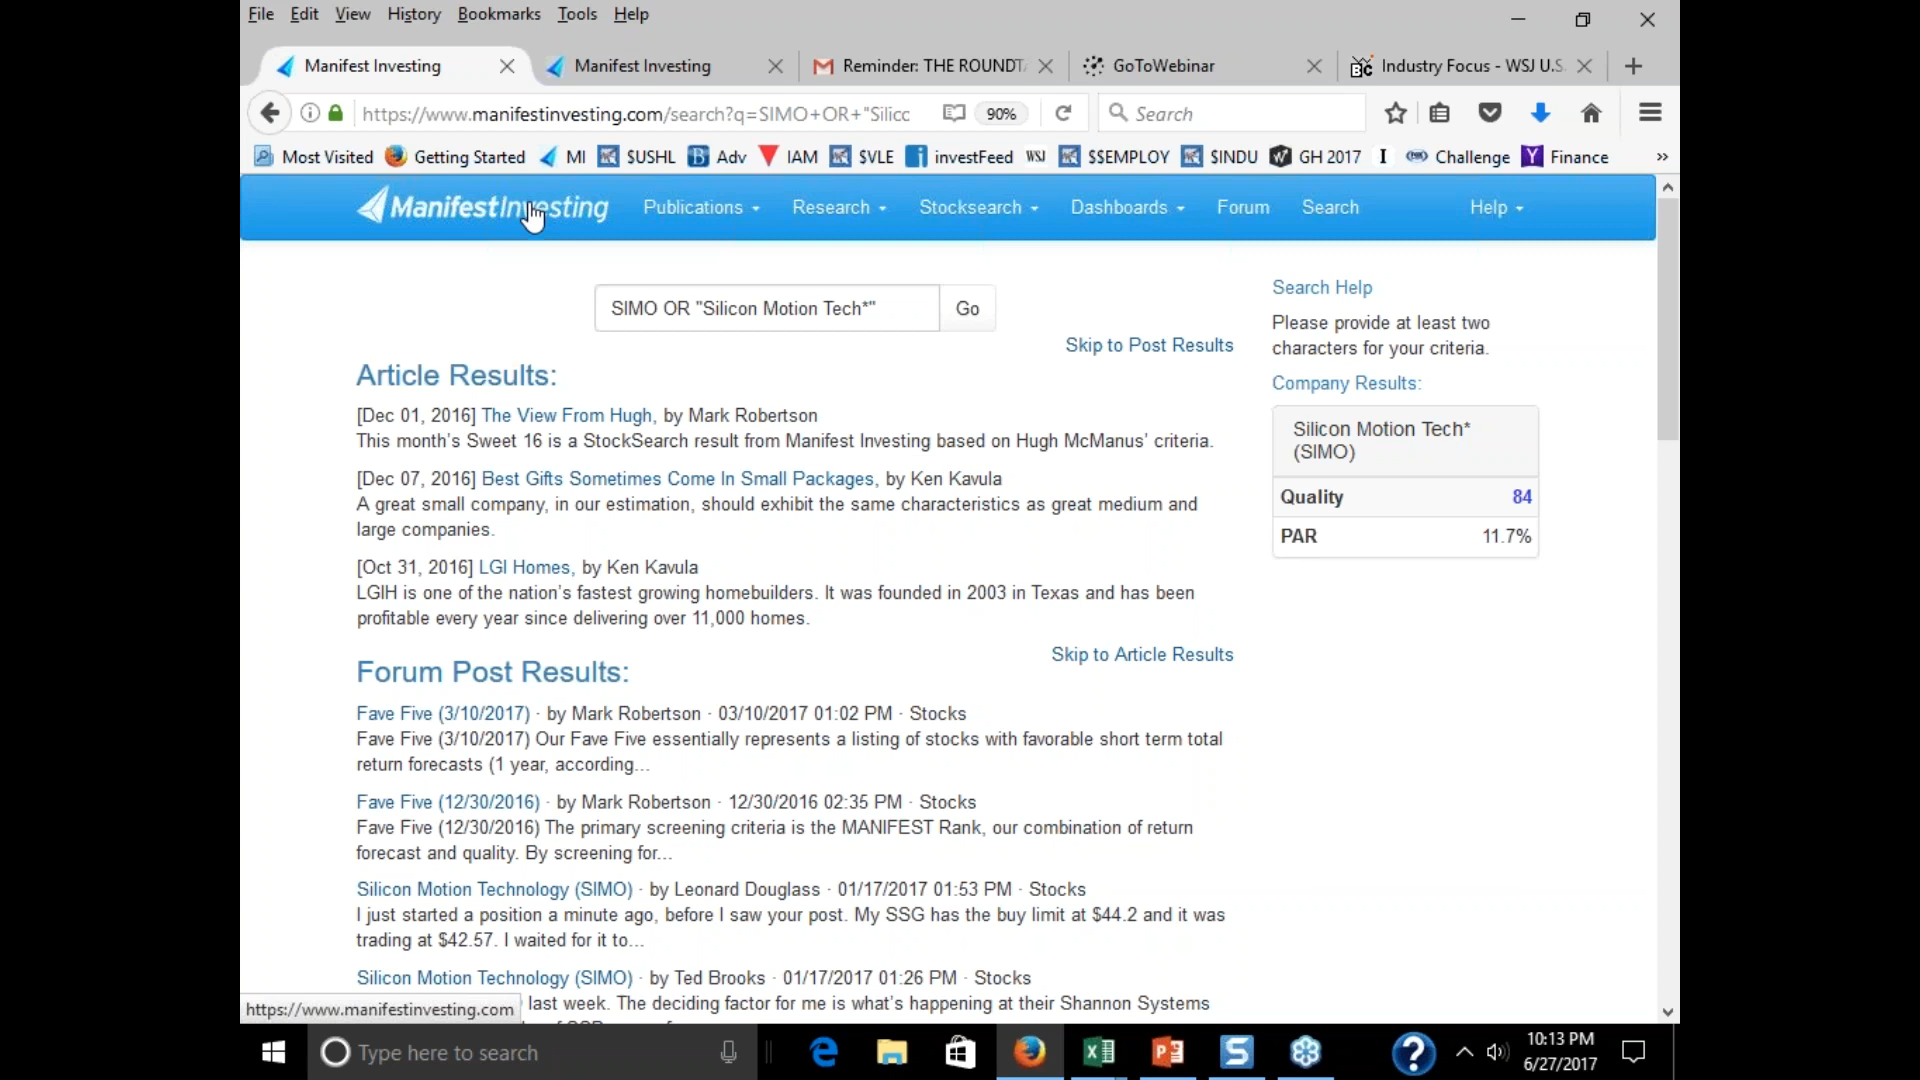 File Edit View History Bookmarks Tools Help
Manifest Investing Manifest Investing Reminder: THE ROUNDT GoToWebinar Industry Focus - WSJ U.S.
https://www.manifestinvesting.com/search?q=SIMO+OR+"Silicc 90% Search
Most Visited Getting Started MI $USHL Adv IAM $VLE investFeed WSJ $$EMPLOY $INDU GH 2017 Challenge Finance »
ManifestInvesting Publications Research Stocksearch Dashboards Forum Search Help
SIMO OR "Silicon Motion Tech*" Go
Skip to Post Results
Article Results:
[Dec 01, 2016] The View From Hugh, by Mark Robertson
This month's Sweet 16 is a StockSearch result from Manifest Investing based on Hugh McManus' criteria.
[Dec 07, 2016] Best Gifts Sometimes Come In Small Packages, by Ken Kavula
A great small company, in our estimation, should exhibit the same characteristics as great medium and
large companies.
[Oct 31, 2016] LGI Homes, by Ken Kavula
LGIH is one of the nation's fastest growing homebuilders. It was founded in 2003 in Texas and has been
profitable every year since delivering over 11,000 homes.
Skip to Article Results
Forum Post Results:
Fave Five (3/10/2017) · by Mark Robertson · 03/10/2017 01:02 PM · Stocks
Fave Five (3/10/2017) Our Fave Five essentially represents a listing of stocks with favorable short term total
return forecasts (1 year, according...
Fave Five (12/30/2016) · by Mark Robertson · 12/30/2016 02:35 PM · Stocks
Fave Five (12/30/2016) The primary screening criteria is the MANIFEST Rank, our combination of return
forecast and quality. By screening for...
Silicon Motion Technology (SIMO) · by Leonard Douglass · 01/17/2017 01:53 PM · Stocks
I just started a position a minute ago, before I saw your post. My SSG has the buy limit at $44.2 and it was
trading at $42.57. I waited for it to...
Silicon Motion Technology (SIMO) · by Ted Brooks · 01/17/2017 01:26 PM · Stocks
last week. The deciding factor for me is what's happening at their Shannon Systems
Search Help
Please provide at least two
characters for your criteria.
Company Results:
Silicon Motion Tech*
(SIMO)
Quality 84
PAR 11.7%
https://www.manifestinvesting.com
Type here to search
10:13 PM
6/27/2017